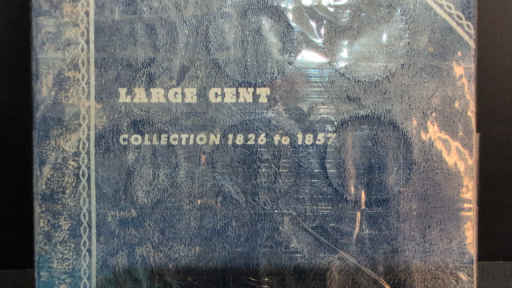 LARGE CENT
COLLECTION 1826 to 1857